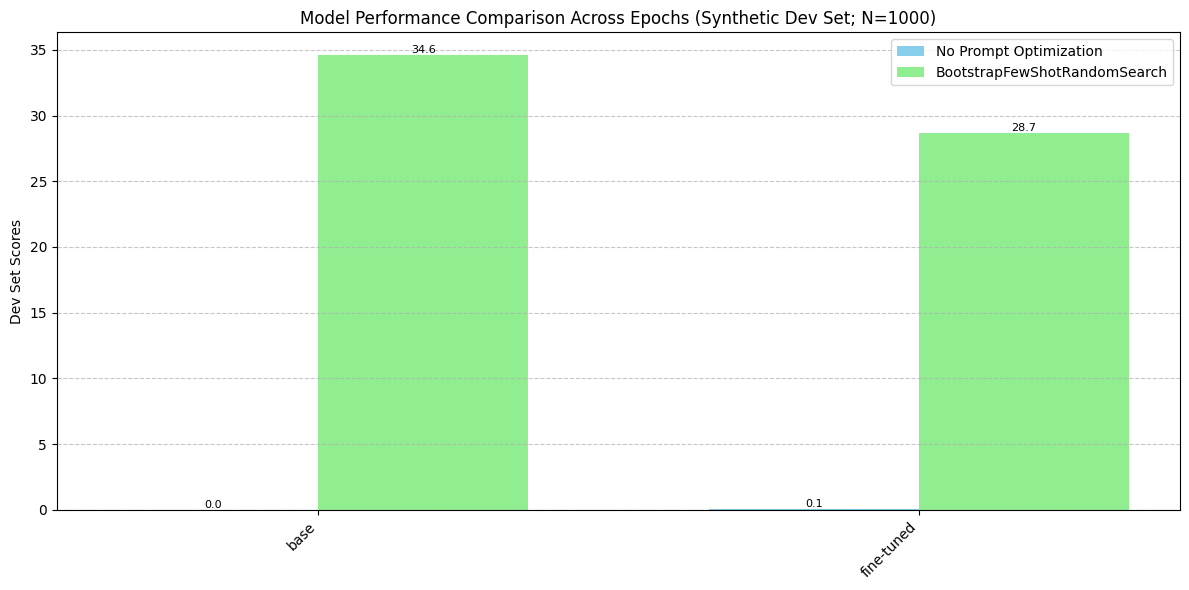 Model Performance Comparison Across Epochs (Synthetic Dev Set; N=1000)
No Prompt Optimization
BootstrapFewShotRandomSearch
Dev Set Scores
35
30
25
20
15
10
5
0
0.0
34.6
0.1
28.7
base
fine-tuned